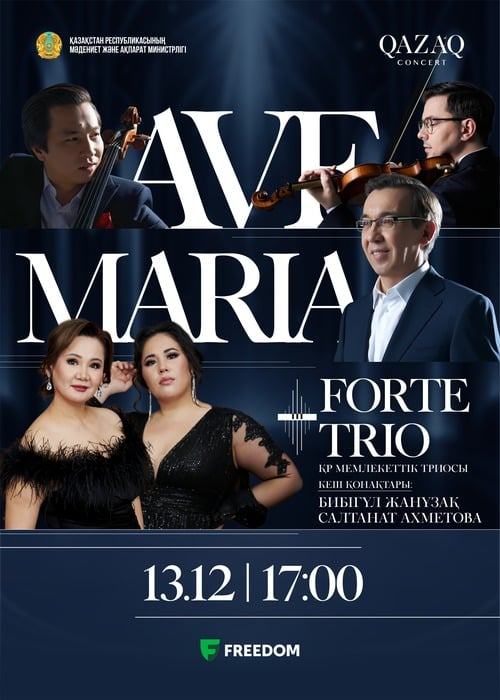 ҚАЗАҚСТАН РЕСПУБЛИКАСЫНЫҢ
МӘДЕНИЕТ ЖӘНЕ АҚПАРАТ МИНИСТРЛІГІ
QAZAQ
CONCERT
AVE
MARIA
FORTE
TRIO
ҚР МЕМЛЕКЕТТІК ТРИОСЫ
КЕШ ҚОНАҚТАРЫ:
БИБІГҮЛ ЖАНҰЗАҚ
САЛТАНАТ АХМЕТОВА
13.12 | 17:00
FREEDOM